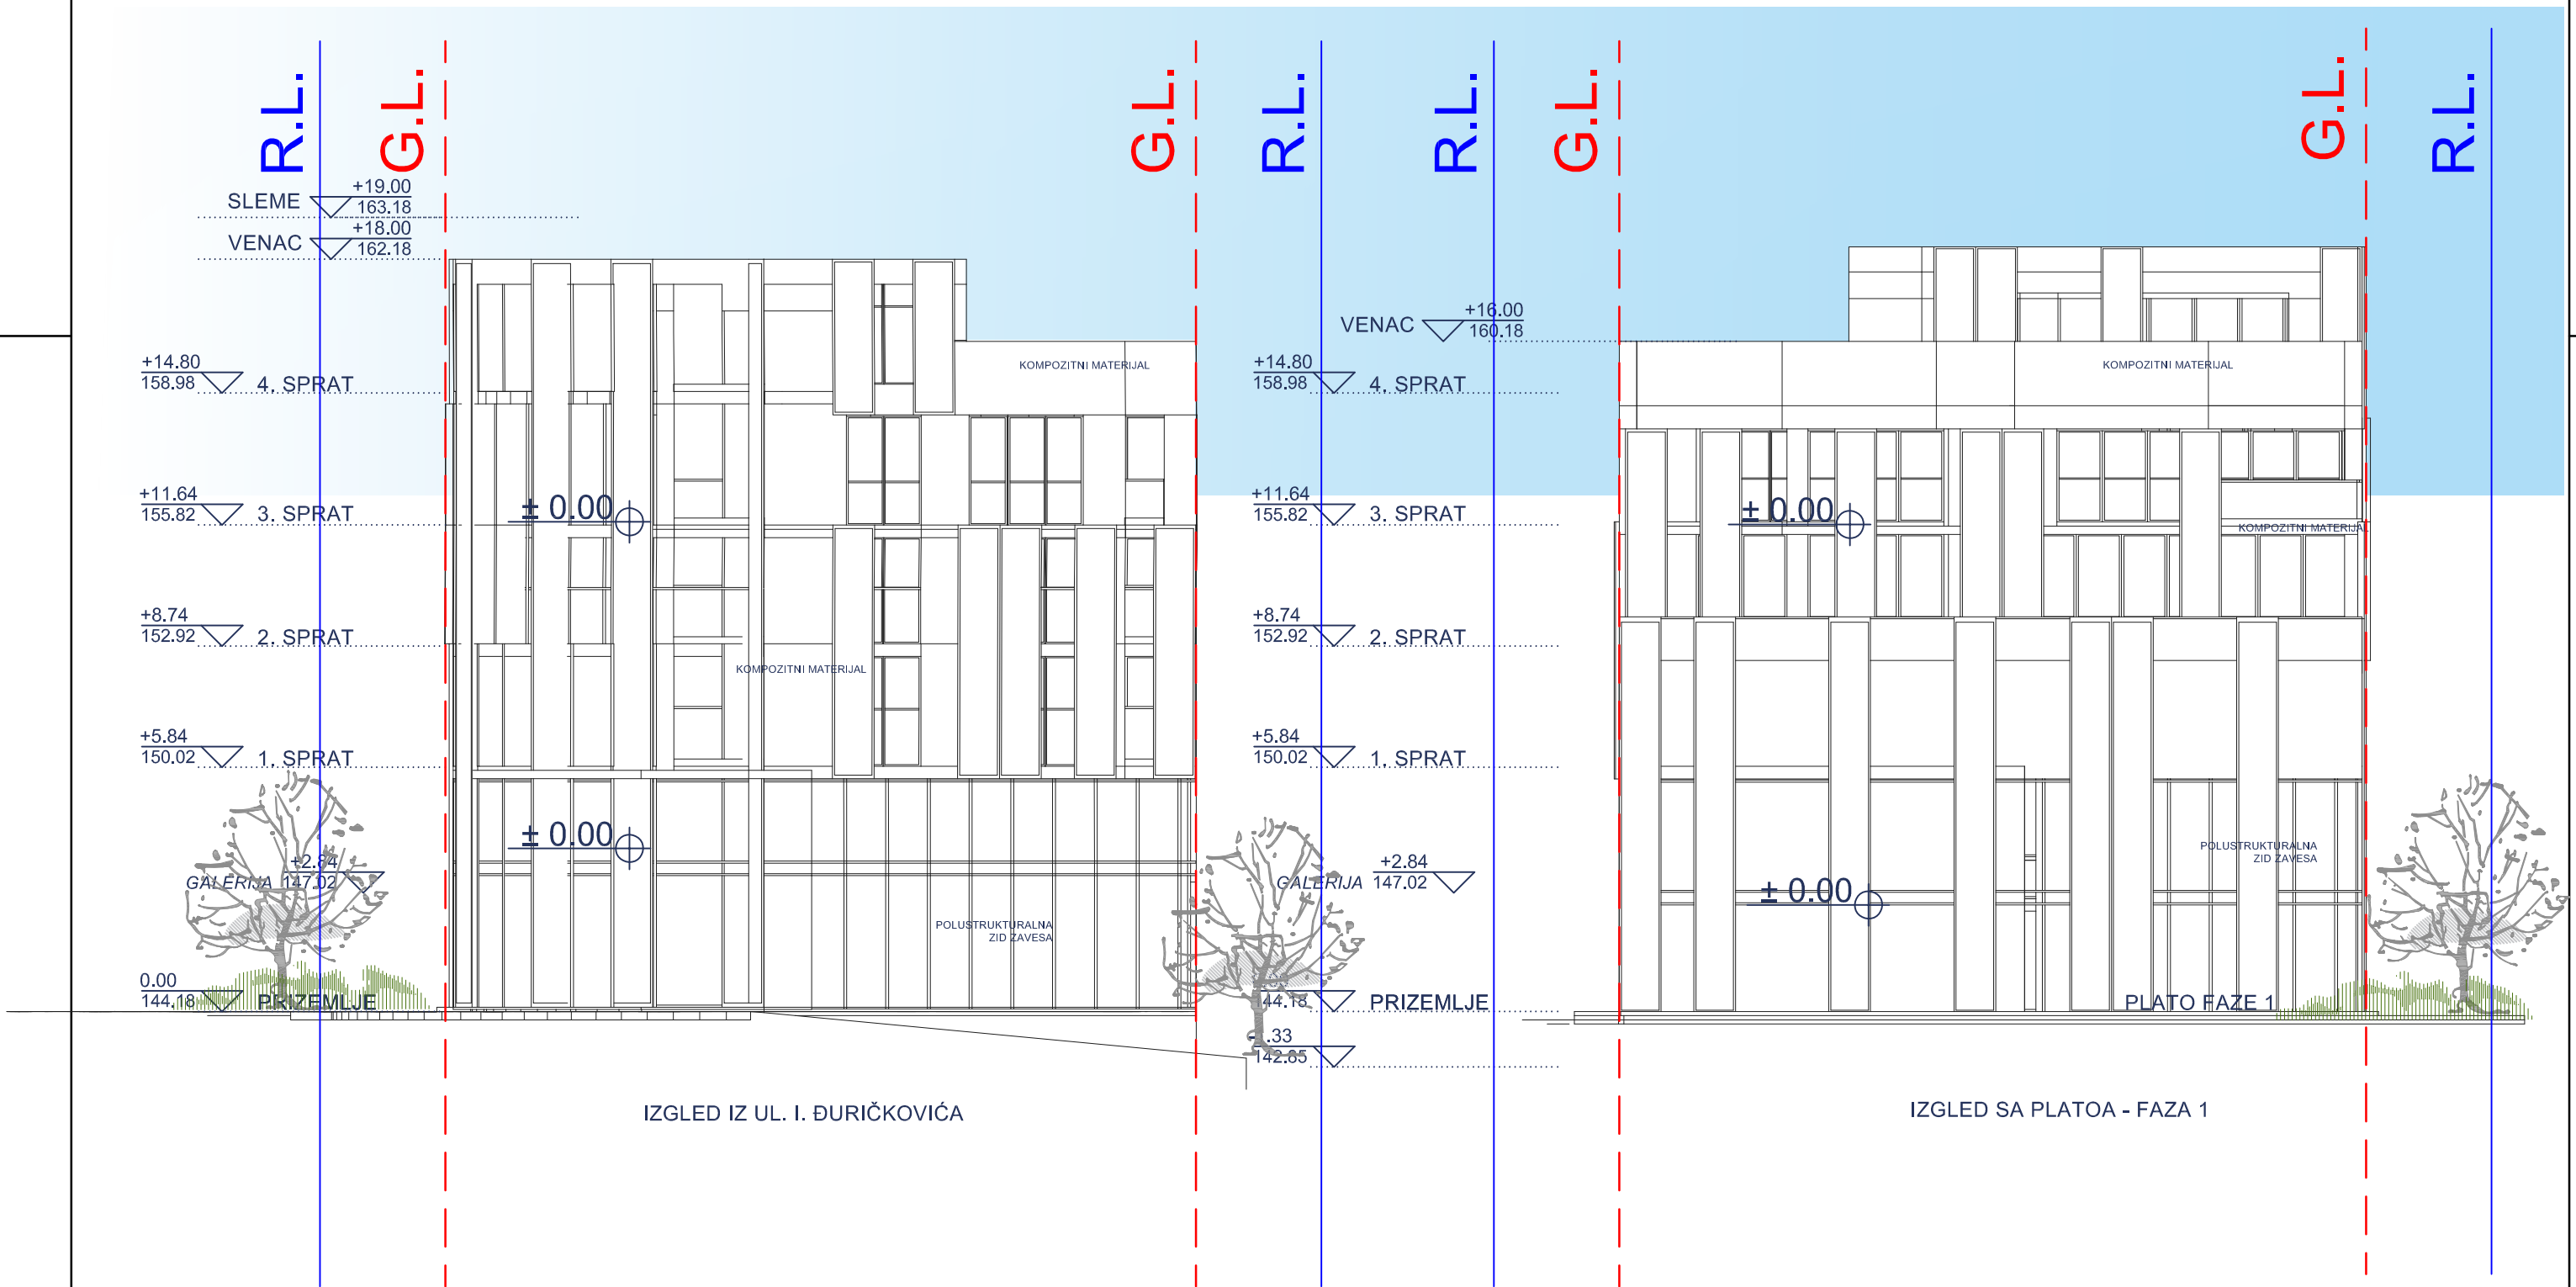 R.L.
G.L.
G.L.
R.L.
R.L.
G.L.
G.L.
R.L.
SLEME
+19.00
163.18
VENAC
+18.00
162.18
+14.80
158.98
4. SPRAT
+11.64
155.82
3. SPRAT
+8.74
152.92
2. SPRAT
+5.84
150.02
1. SPRAT
+2.84
GALERIJA 147.02
0.00
144.18
PRIZEMLJE
KOMPOZITNI MATERIJAL
± 0.00
KOMPOZITNI MATERIJAL
± 0.00
POLUSTRUKTURALNA
ZID ZAVESA
IZGLED IZ UL. I. ĐURIČKOVIĆA
VENAC
+16.00
160.18
+14.80
158.98
4. SPRAT
+11.64
155.82
3. SPRAT
+8.74
152.92
2. SPRAT
+5.84
150.02
1. SPRAT
+2.84
GALERIJA 147.02
144.18
PRIZEMLJE
142.85
KOMPOZITNI MATERIJAL
± 0.00
KOMPOZITNI MATERIJAL
POLUSTRUKTURALNA
ZID ZAVESA
± 0.00
PLATO FAZE 1
IZGLED SA PLATOA - FAZA 1